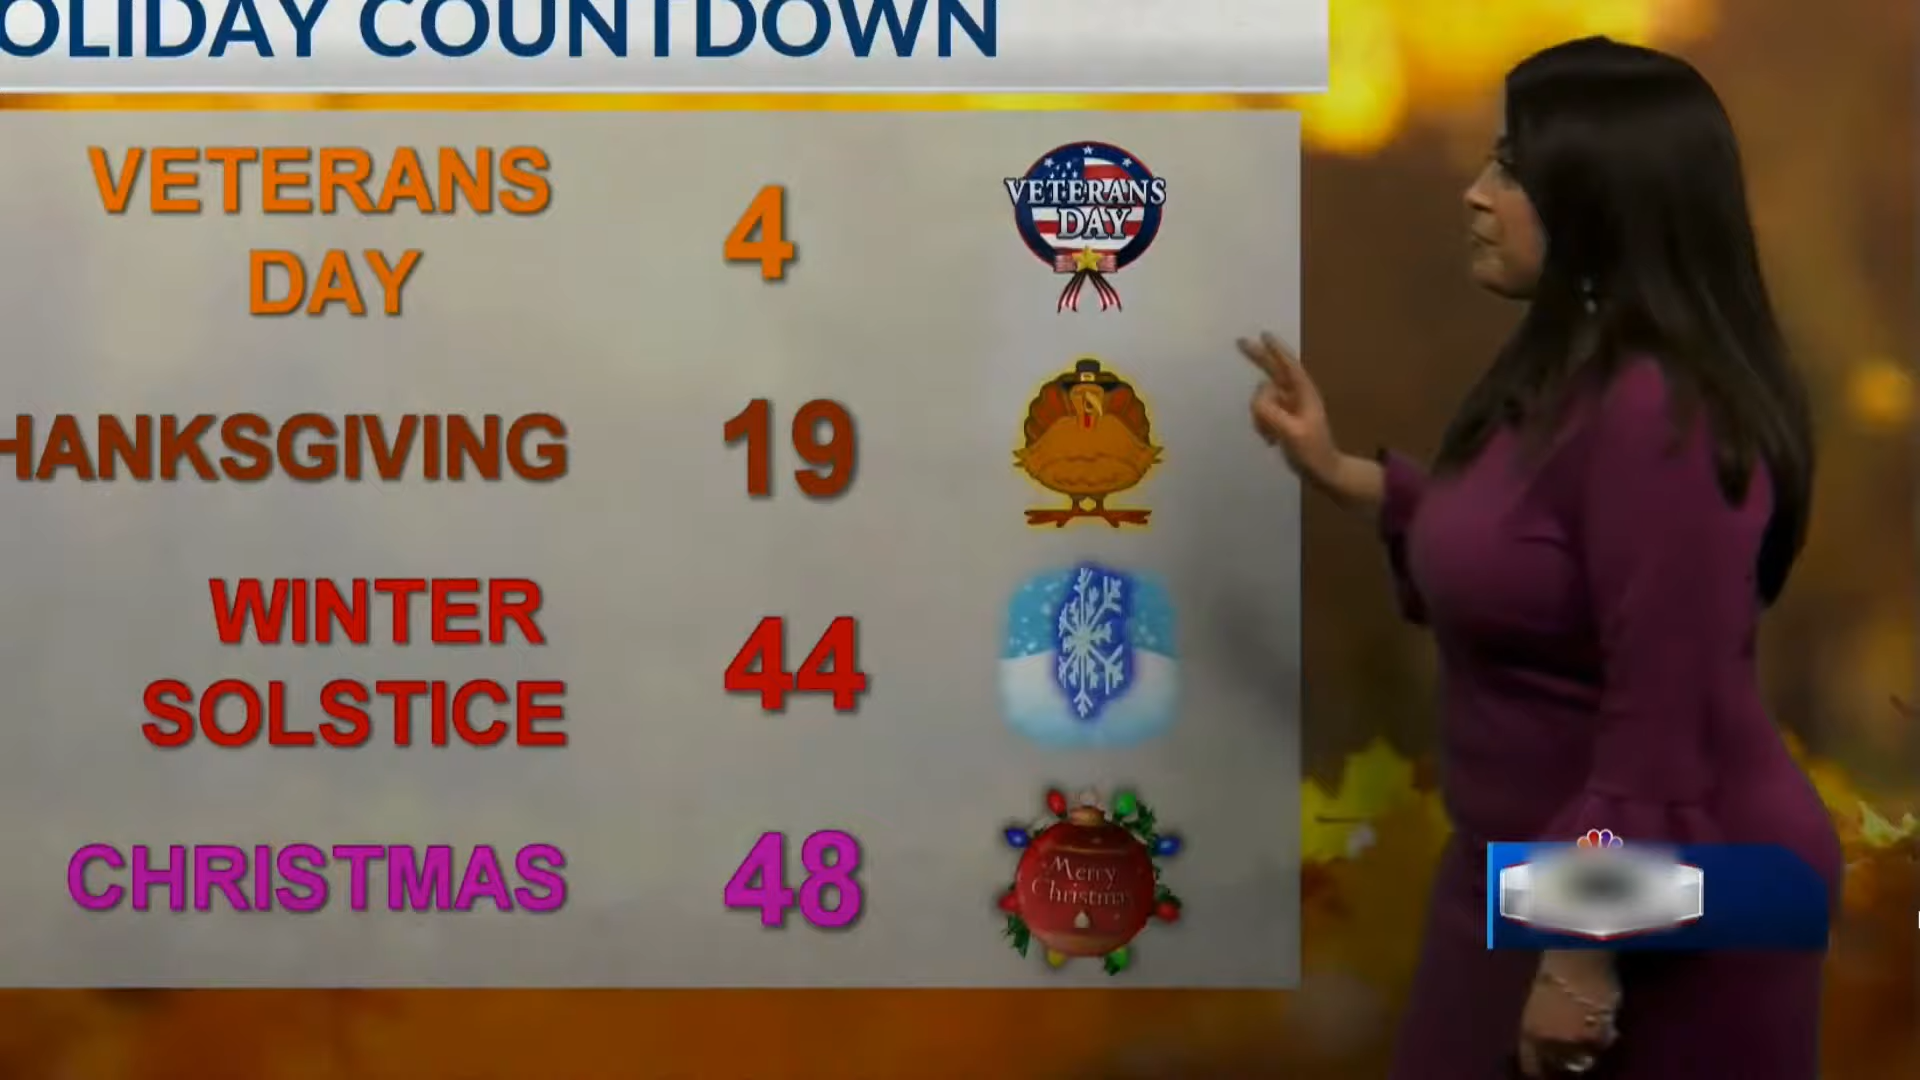 OLIDAY COUNTDOWN
VETERANS
DAY
4
VETERANS
DAY
HANKSGIVING
19
WINTER
SOLSTICE
44
CHRISTMAS
48
Merry
Christmas